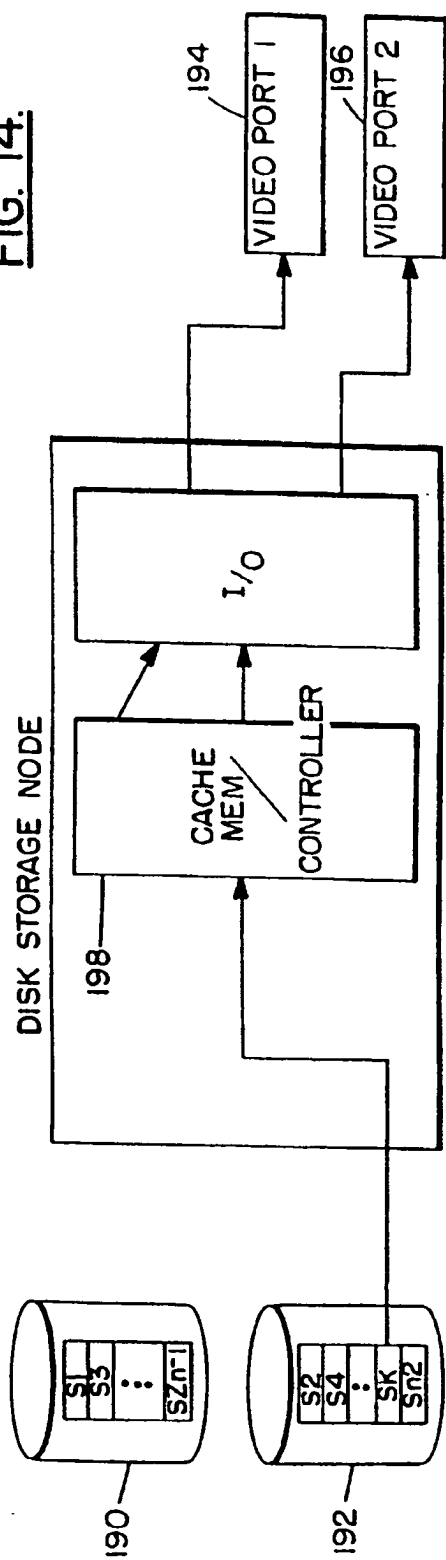 FIG. 14.
DISK STORAGE NODE
190
S1
S3
SZn-1
192
S2
S4
SK
Sn2
198
CACHE
MEM
CONTROLLER
I/O
VIDEO PORT 1
194
VIDEO PORT 2
196